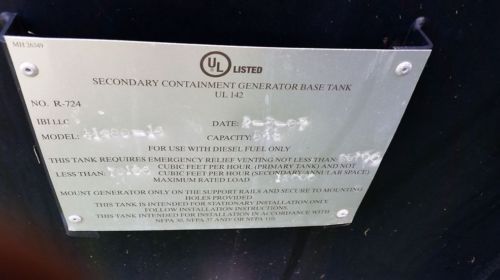 MH 26349
UL LISTED
SECONDARY CONTAINMENT GENERATOR BASE TANK
UL 142
NO. R-724
IBI LLC DATE:
MODEL: CAPACITY:
FOR USE WITH DIESEL FUEL ONLY
THIS TANK REQUIRES EMERGENCY RELIEF VENTING NOT LESS THAN
CUBIC FEET PER HOUR. (PRIMARY TANK) AND NOT
LESS THAN CUBIC FEET PER HOUR (SECONDARY ANNULAR SPACE)
MAXIMUM RATED LOAD
MOUNT GENERATOR ONLY ON THE SUPPORT RAILS AND SECURE TO MOUNTING
HOLES PROVIDED.
THIS TANK IS INTENDED FOR STATIONARY INSTALLATION ONLY
FOLLOW INSTALLATION INSTRUCTIONS.
THIS TANK INTENDED FOR INSTALLATION IN ACCORDANCE WITH
NFPA 30, NFPA 37 AND/OR NFPA 110.